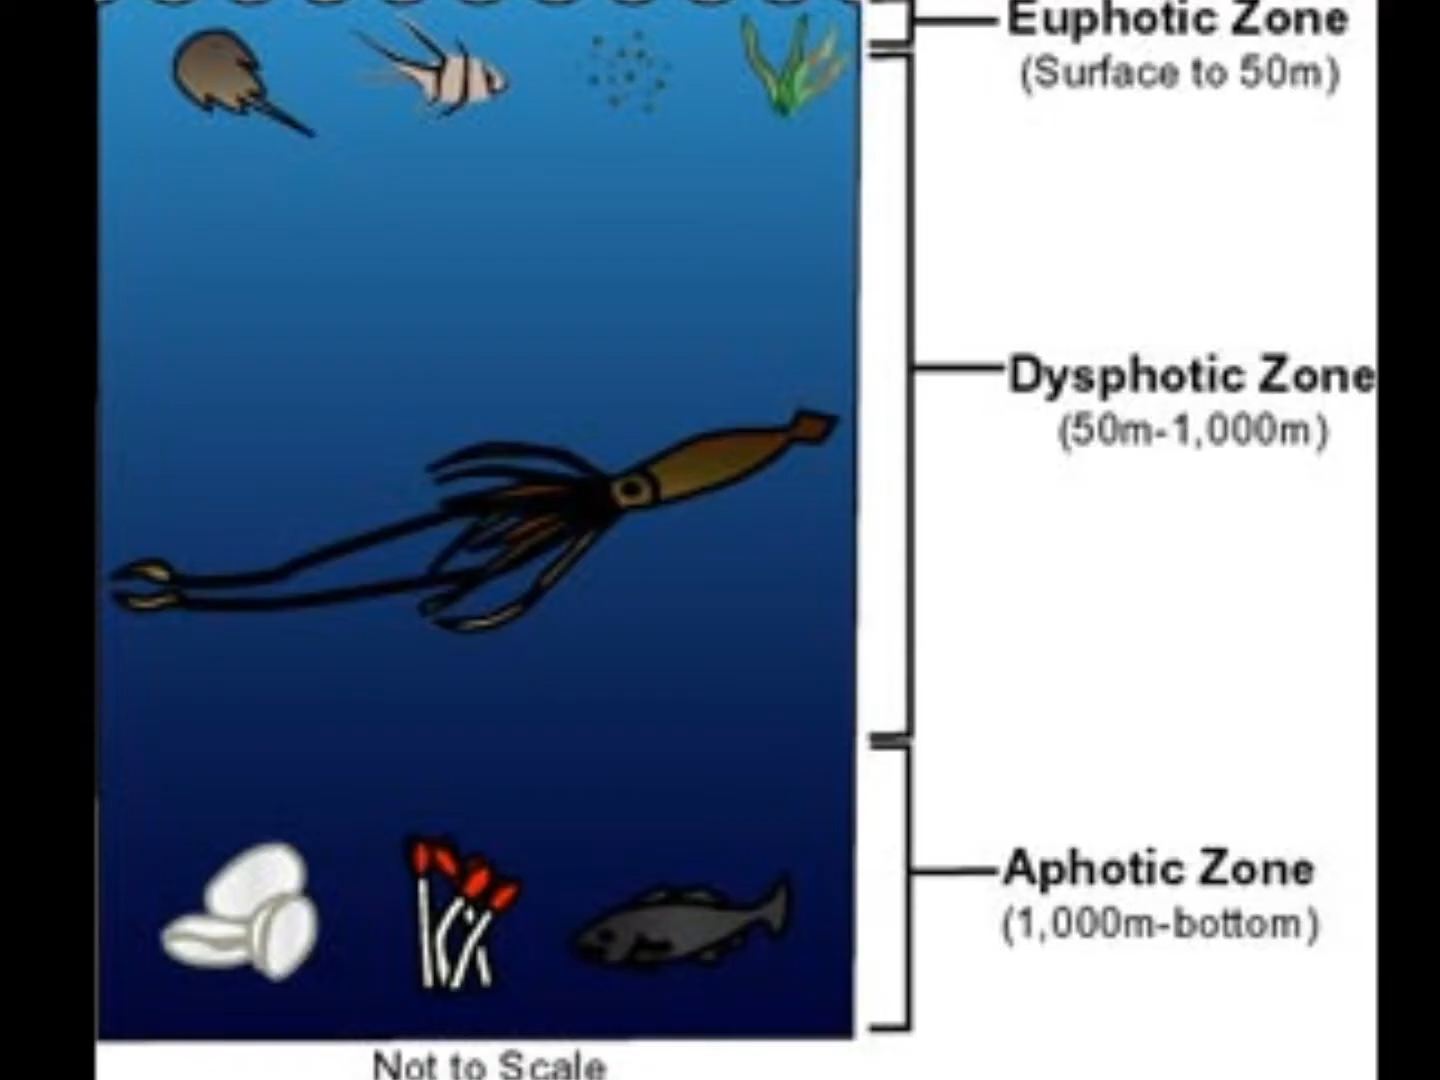 Euphotic Zone
(Surface to 50m)
Dysphotic Zone
(50m-1,000m)
Aphotic Zone
(1,000m-bottom)
Not to Scale